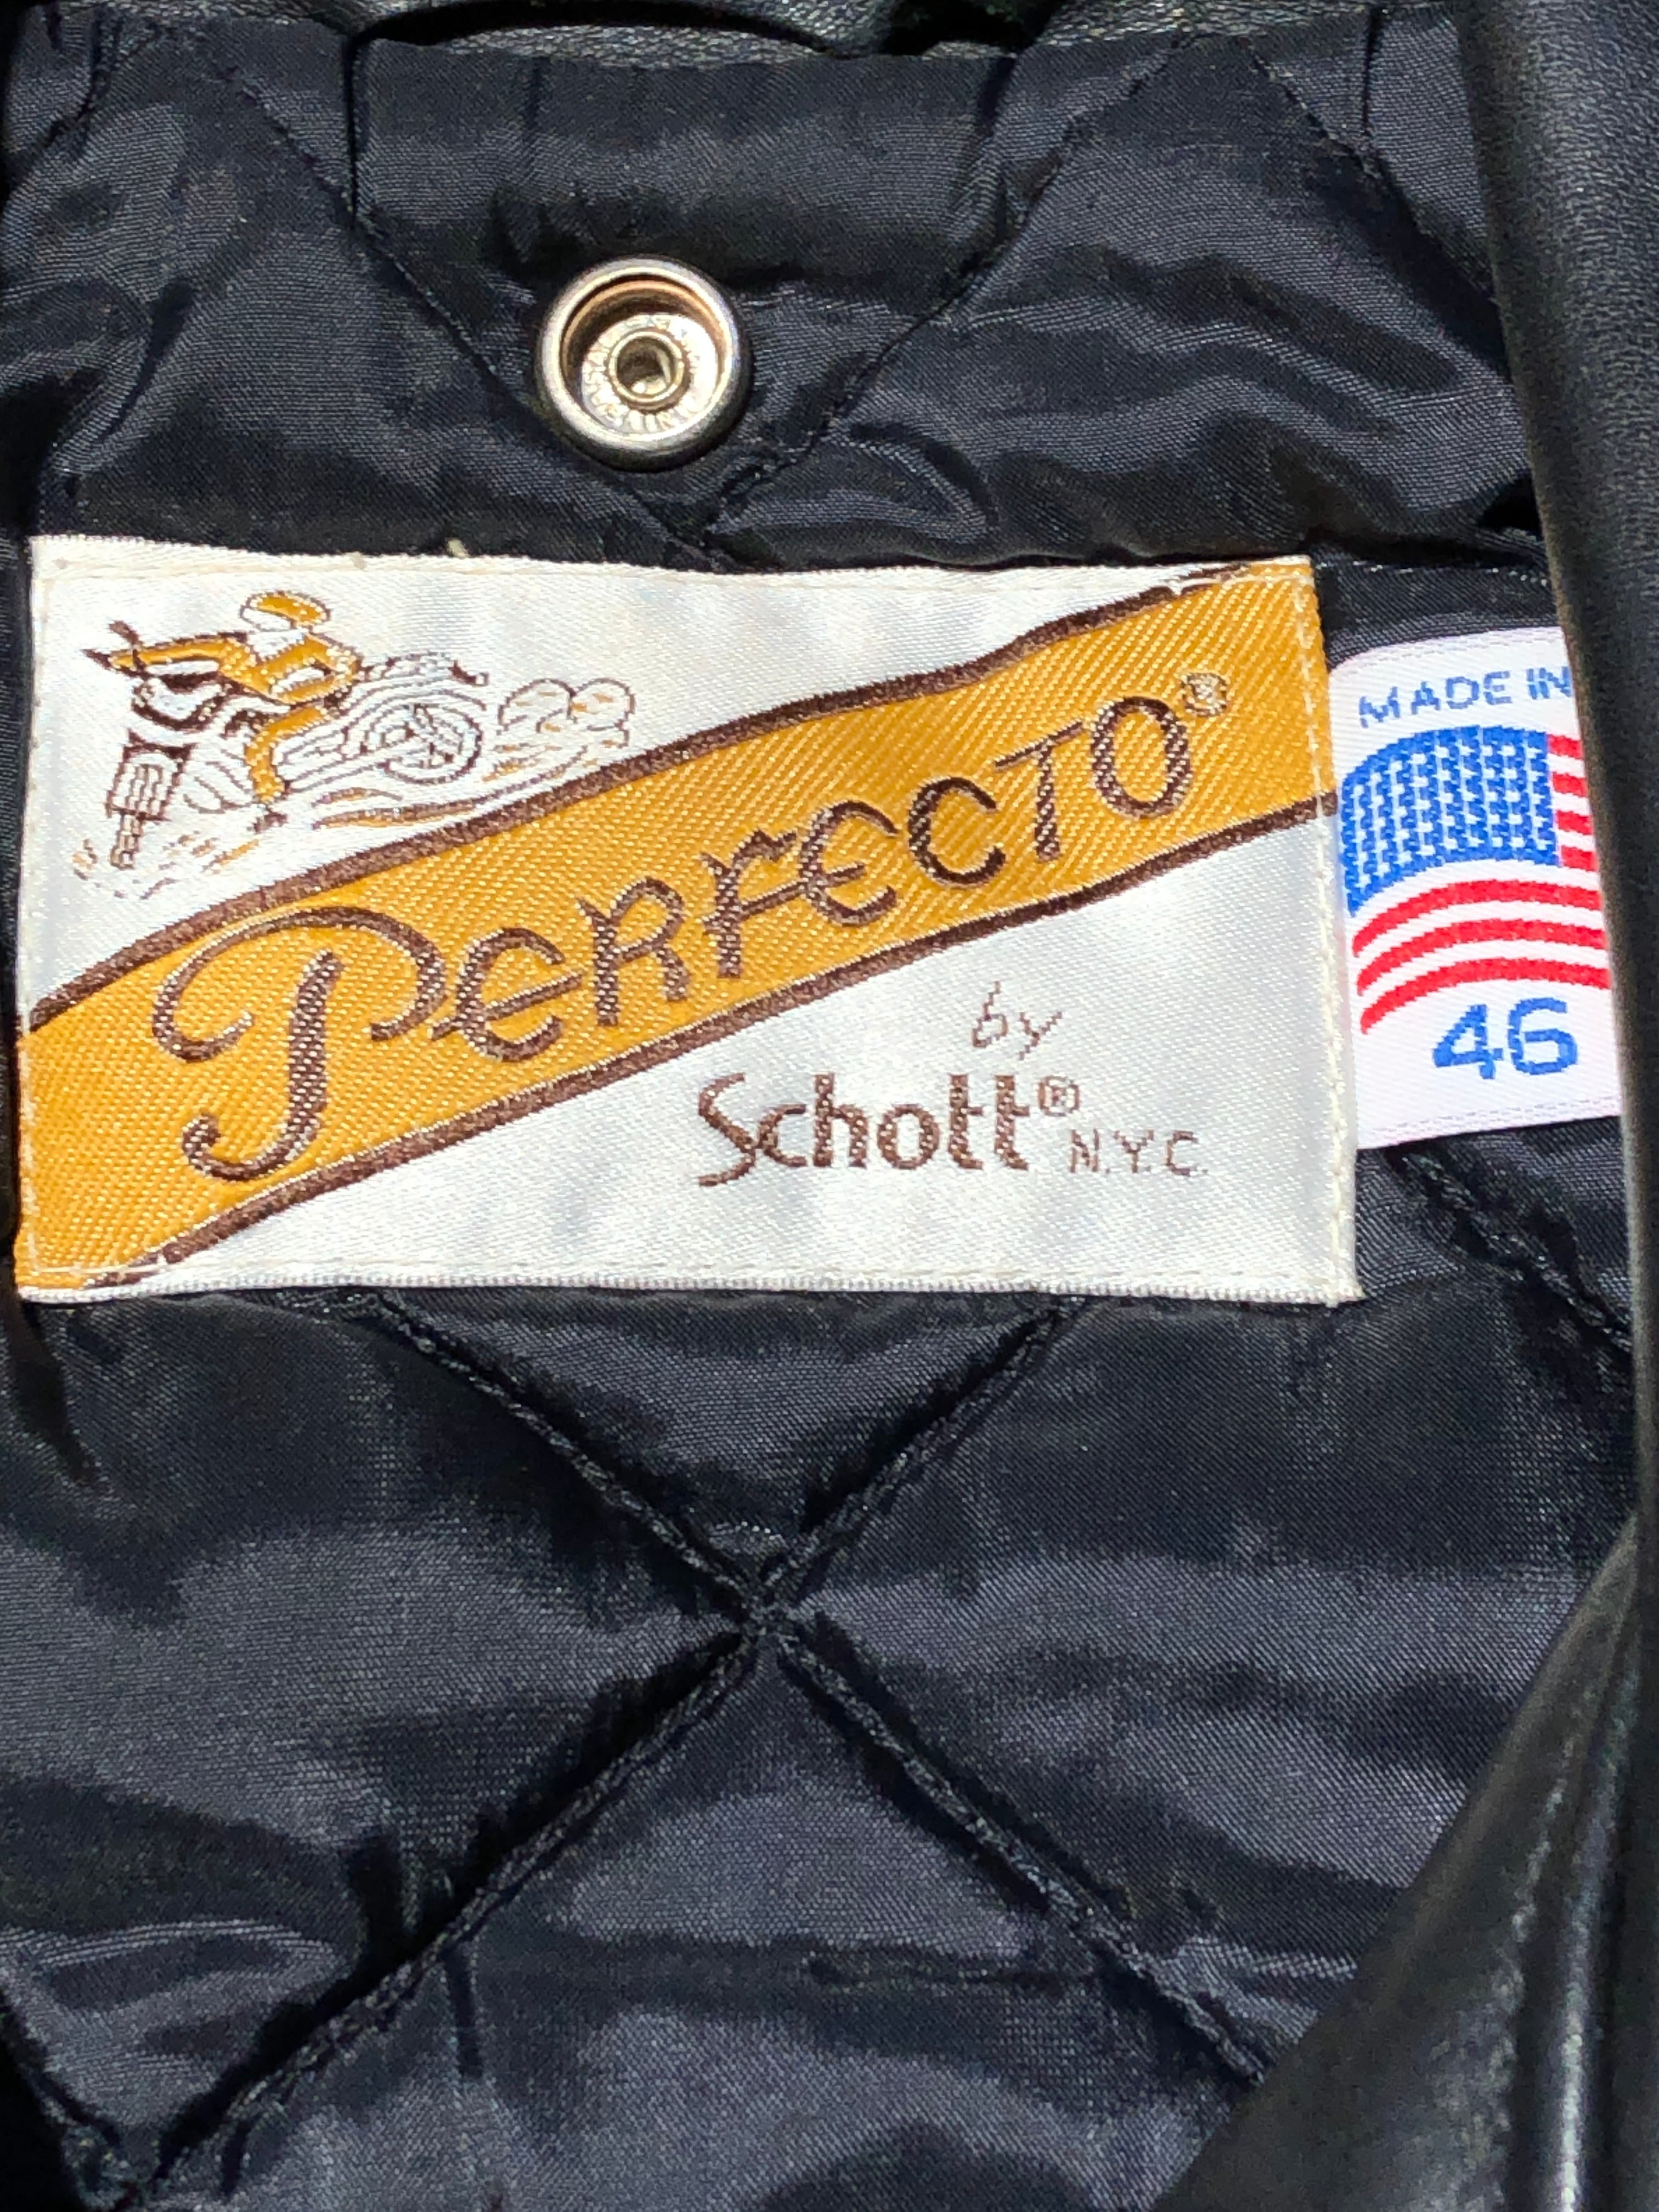 PERFECTO®
by
Schott®
N.Y.C.
MADE IN
46